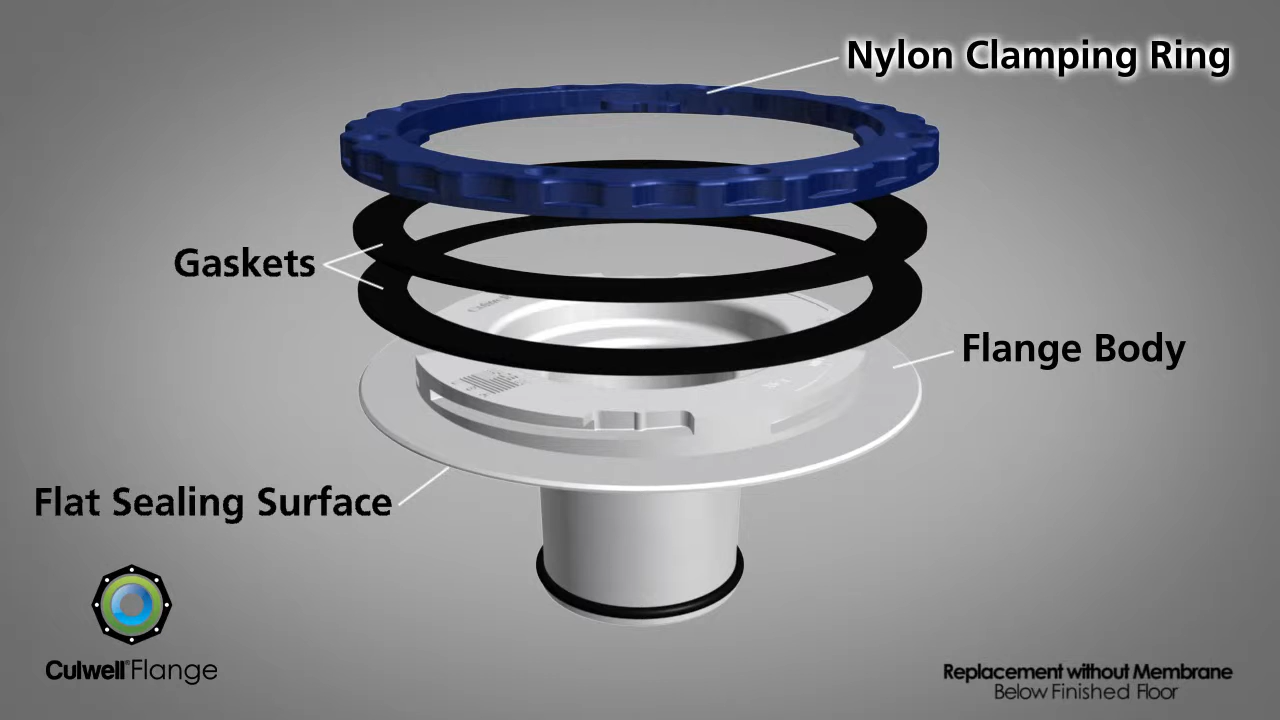 Nylon Clamping Ring
Gaskets
Flange Body
Flat Sealing Surface
Culwell® Flange
Replacement without Membrane
Below Finished Floor